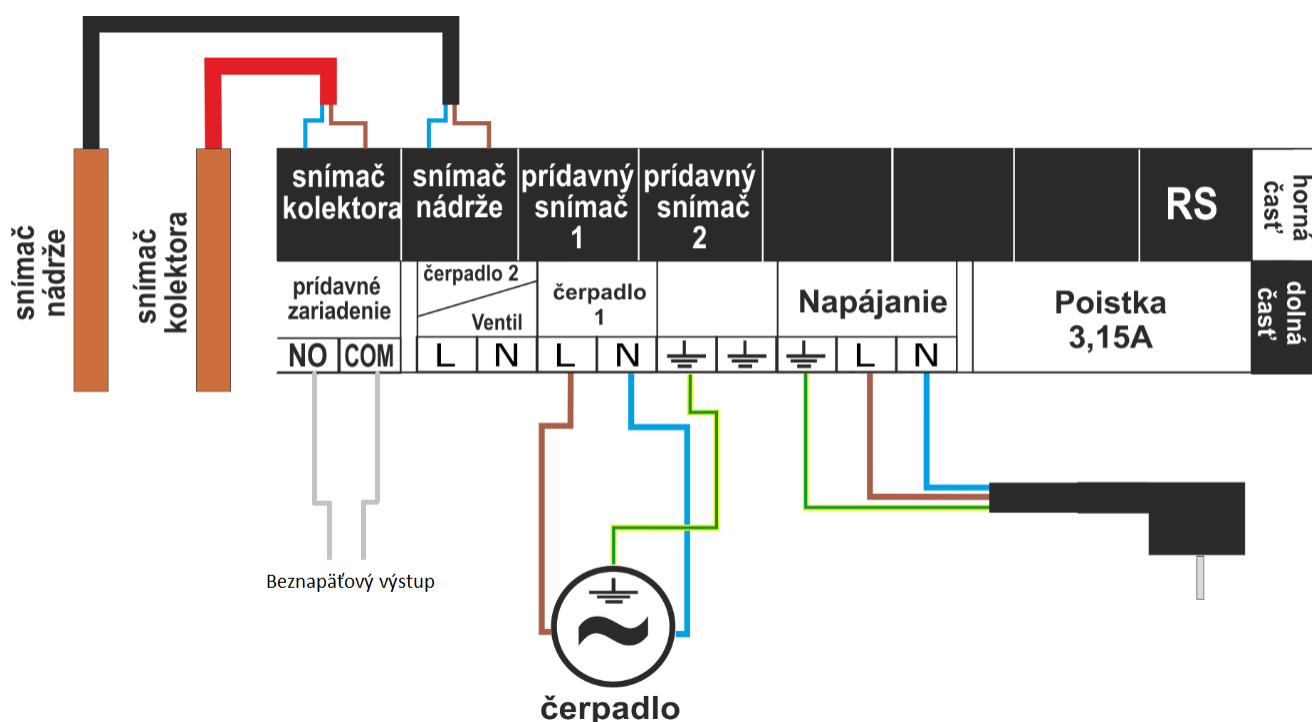 snímač
nádrže
snímač
kolektora
snímač
kolektora
snímač
nádrže
prídavný
snímač
1
prídavný
snímač
2
RS
horná
časť
prídavné
zariadenie
čerpadlo 2
Ventil
čerpadlo
1
Napájanie
Poistka
3,15A
dolná
časť
NO COM L N L N L N
Beznapäťový výstup
čerpadlo